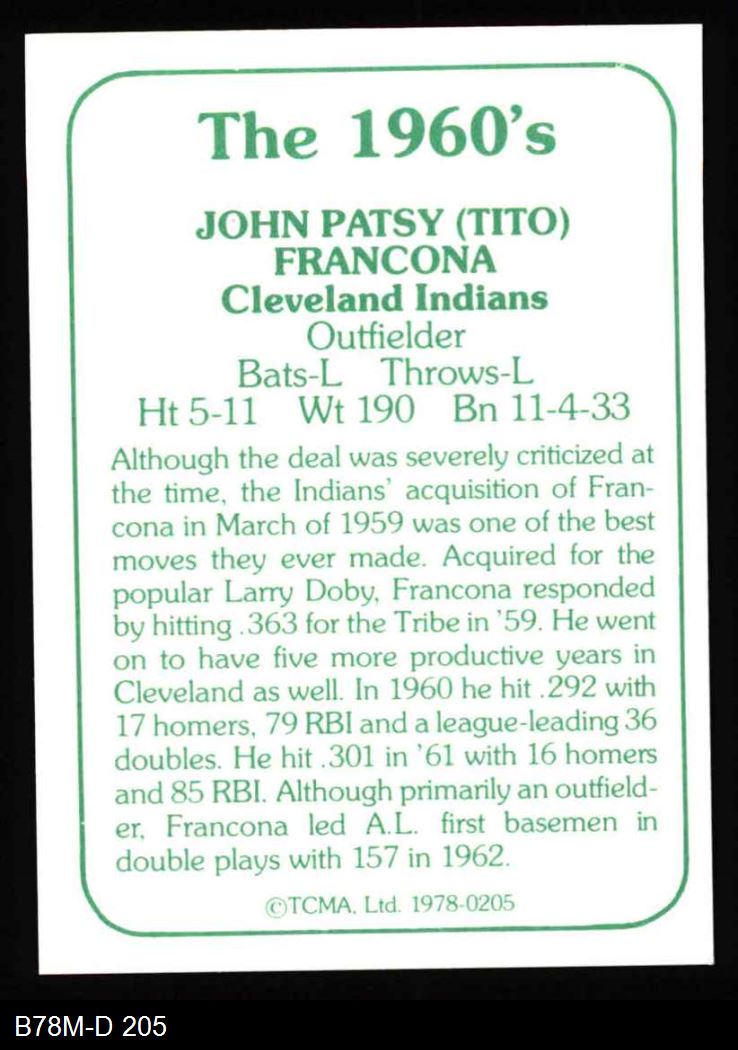 The 1960's
JOHN PATSY (TITO)
FRANCONA
Cleveland Indians
Outfielder
Bats-L Throws-L
Ht 5-11 Wt 190 Bn 11-4-33
Although the deal was severely criticized at
the time, the Indians' acquisition of Fran-
cona in March of 1959 was one of the best
moves they ever made. Acquired for the
popular Larry Doby, Francona responded
by hitting .363 for the Tribe in '59. He went
on to have five more productive years in
Cleveland as well. In 1960 he hit .292 with
17 homers, 79 RBI and a league-leading 36
doubles. He hit .301 in '61 with 16 homers
and 85 RBI. Although primarily an outfield-
er, Francona led A.L. first basemen in
double plays with 157 in 1962.
©TCMA, Ltd. 1978-0205
B78M-D 205